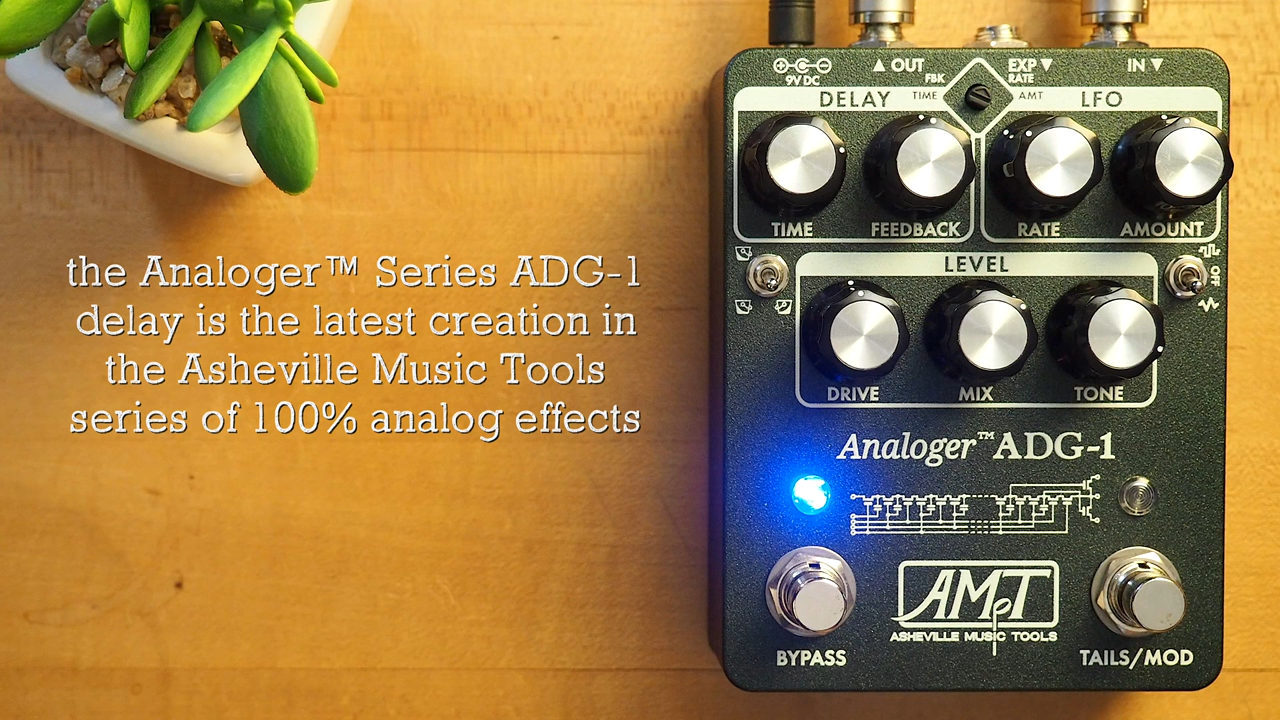 the Analoger™ Series ADG-1
delay is the latest creation in
the Asheville Music Tools
series of 100% analog effects
9V DC
▲ OUT
EXP ▼
RATE
IN ▼
DELAY
FBK
TIME
AMT
LFO
TIME
FEEDBACK
RATE
AMOUNT
LEVEL
OFF
DRIVE
MIX
TONE
Analoger™ADG-1
AMT
ASHEVILLE MUSIC TOOLS
BYPASS
TAILS/MOD